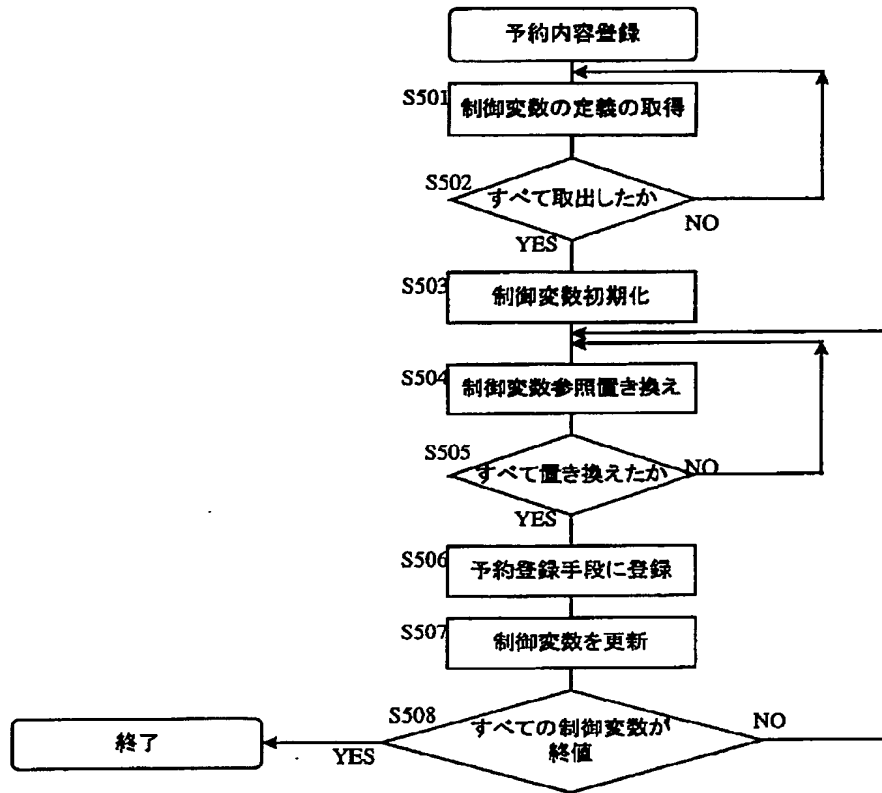 予約内容登録
S501
制御変数の定義の取得
S502
すべて取出したか
NO
YES
S503
制御変数初期化
S504
制御変数参照置き換え
S505
すべて置き換えたか
NO
YES
S506
予約登録手段に登録
S507
制御変数を更新
S508
すべての制御変数が
終値
NO
YES
終了